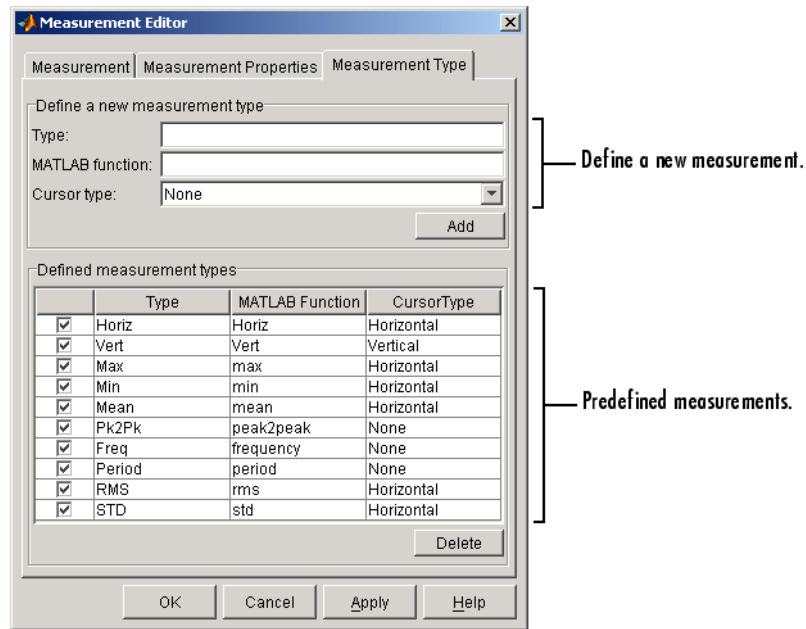 Measurement Editor
Measurement Measurement Properties Measurement Type
Define a new measurement type
Type:
MATLAB function:
Cursor type: None
Add
Define a new measurement.
Defined measurement types
Type MATLAB Function CursorType
Horiz Horiz Horizontal
Vert Vert Vertical
Max max Horizontal
Min min Horizontal
Mean mean Horizontal
Pk2Pk peak2peak None
Freq frequency None
Period period None
RMS rms Horizontal
STD std Horizontal
Predefined measurements.
Delete
OK Cancel Apply Help